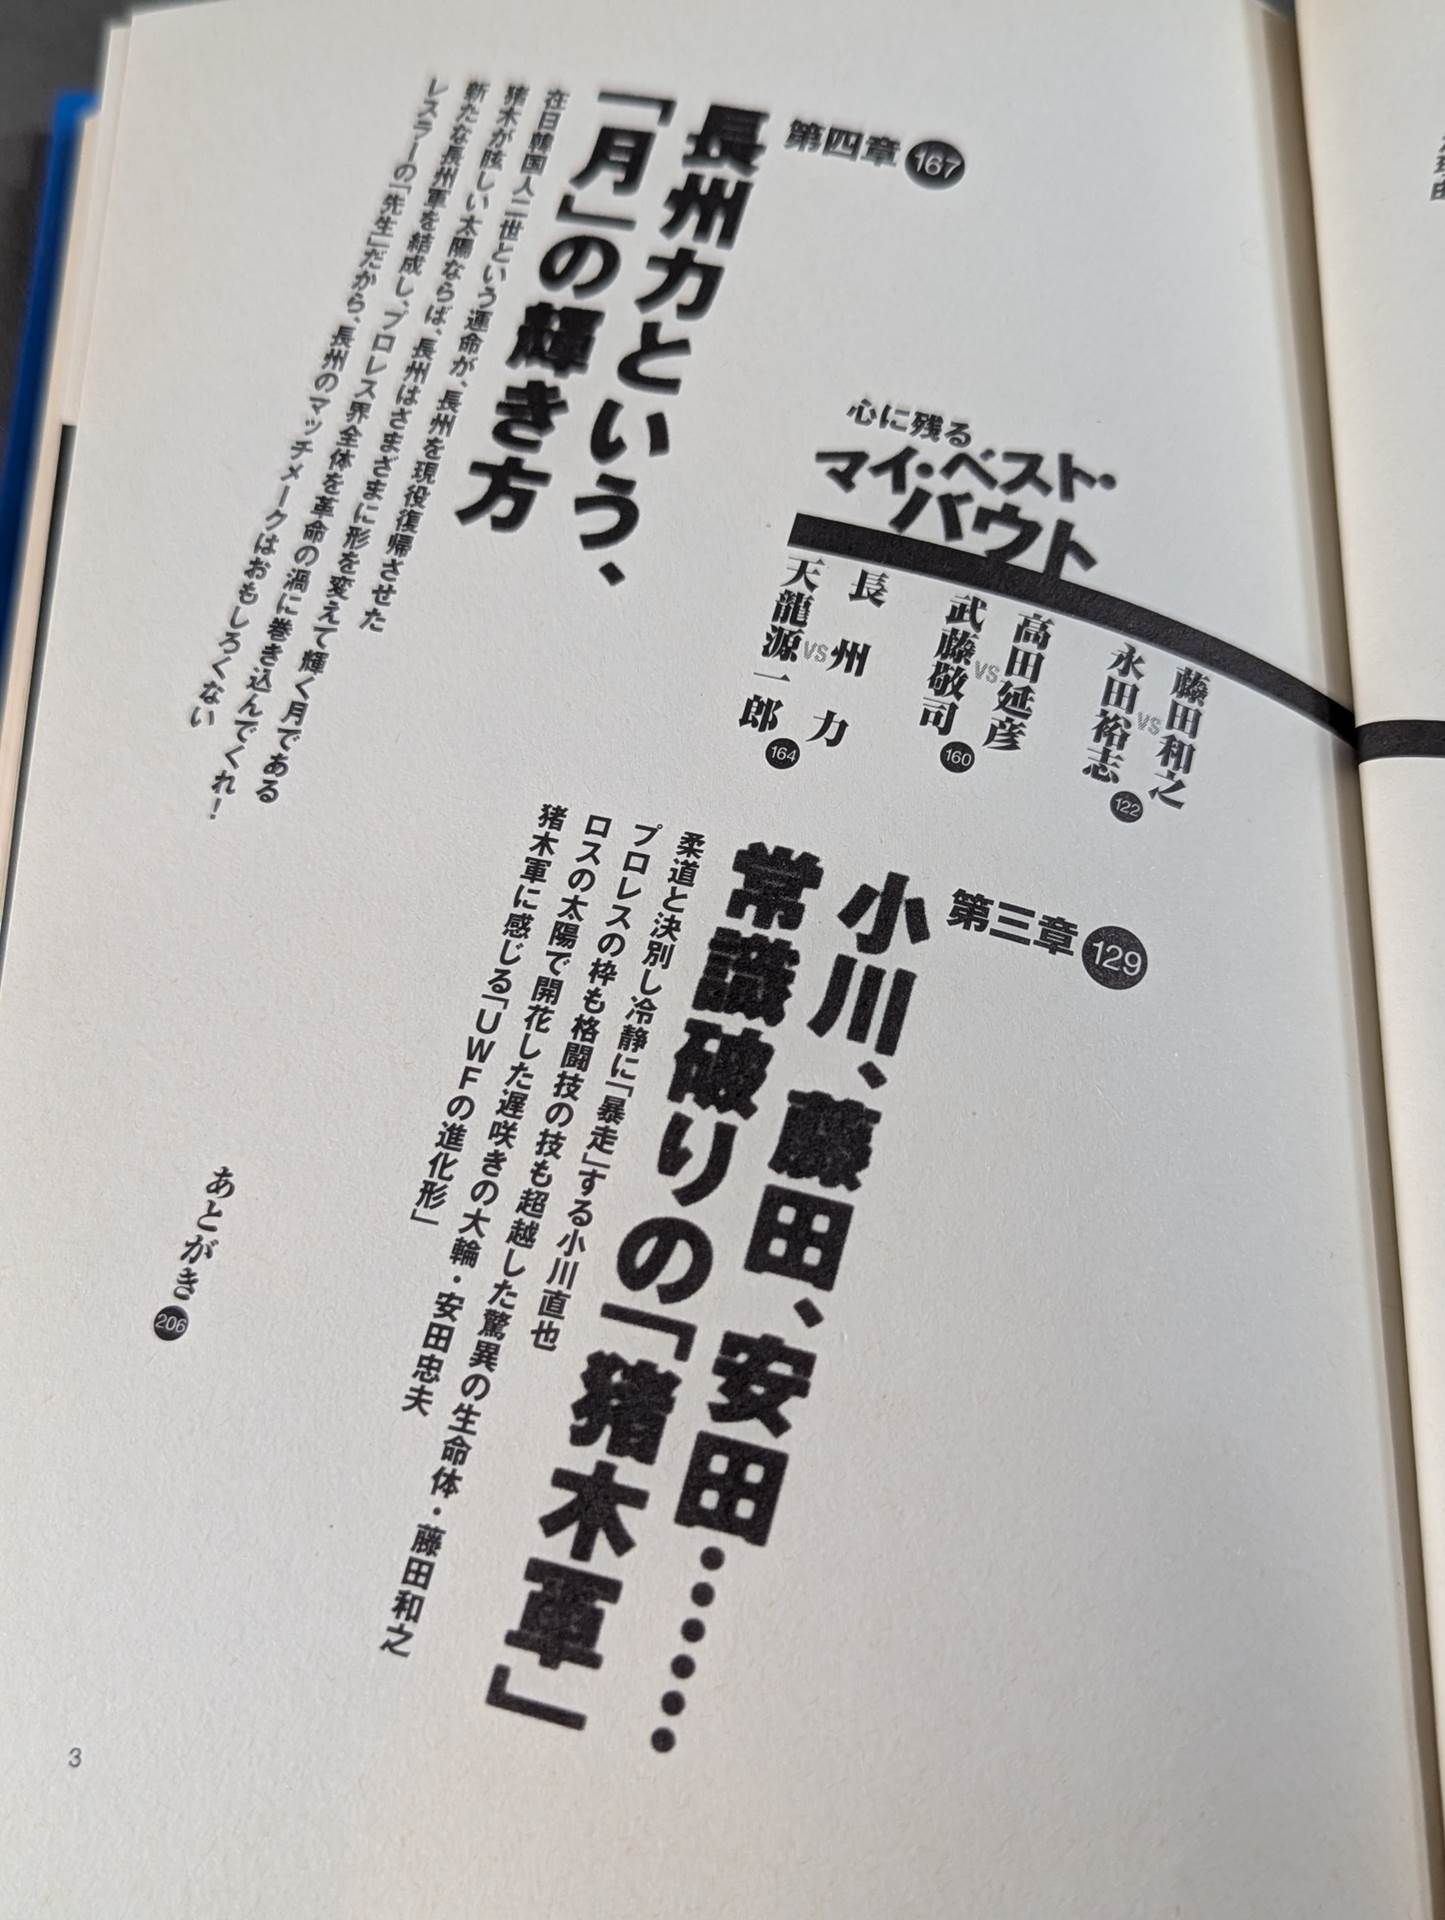 第三章 129
小川、藤田、安田……
常識破りの「猪木軍」
柔道と決別し冷静に「暴走」する小川直也
プロレスの枠も格闘技の技も超越した驚異の生命体・藤田和之
ロスの太陽で開花した遅咲きの大輪・安田忠夫
猪木軍に感じる「UWFの進化形」
心に残る
マイ・ベスト・
バウト
藤田和之
vs
永田裕志 122
高田延彦
vs
武藤敬司 160
長州力
vs
天龍源一郎 164
第四章 167
長州力という、
「月」の輝き方
在日韓国人二世という運命が、長州を現役復帰させた
猪木が眩しい太陽ならば、長州はさまざまに形を変えて輝く月である
新たな長州軍を結成し、プロレス界全体を革命の渦に巻き込んでくれ!
レスラーの「先生」だから、長州のマッチメークはおもしろくない
あとがき 206
3